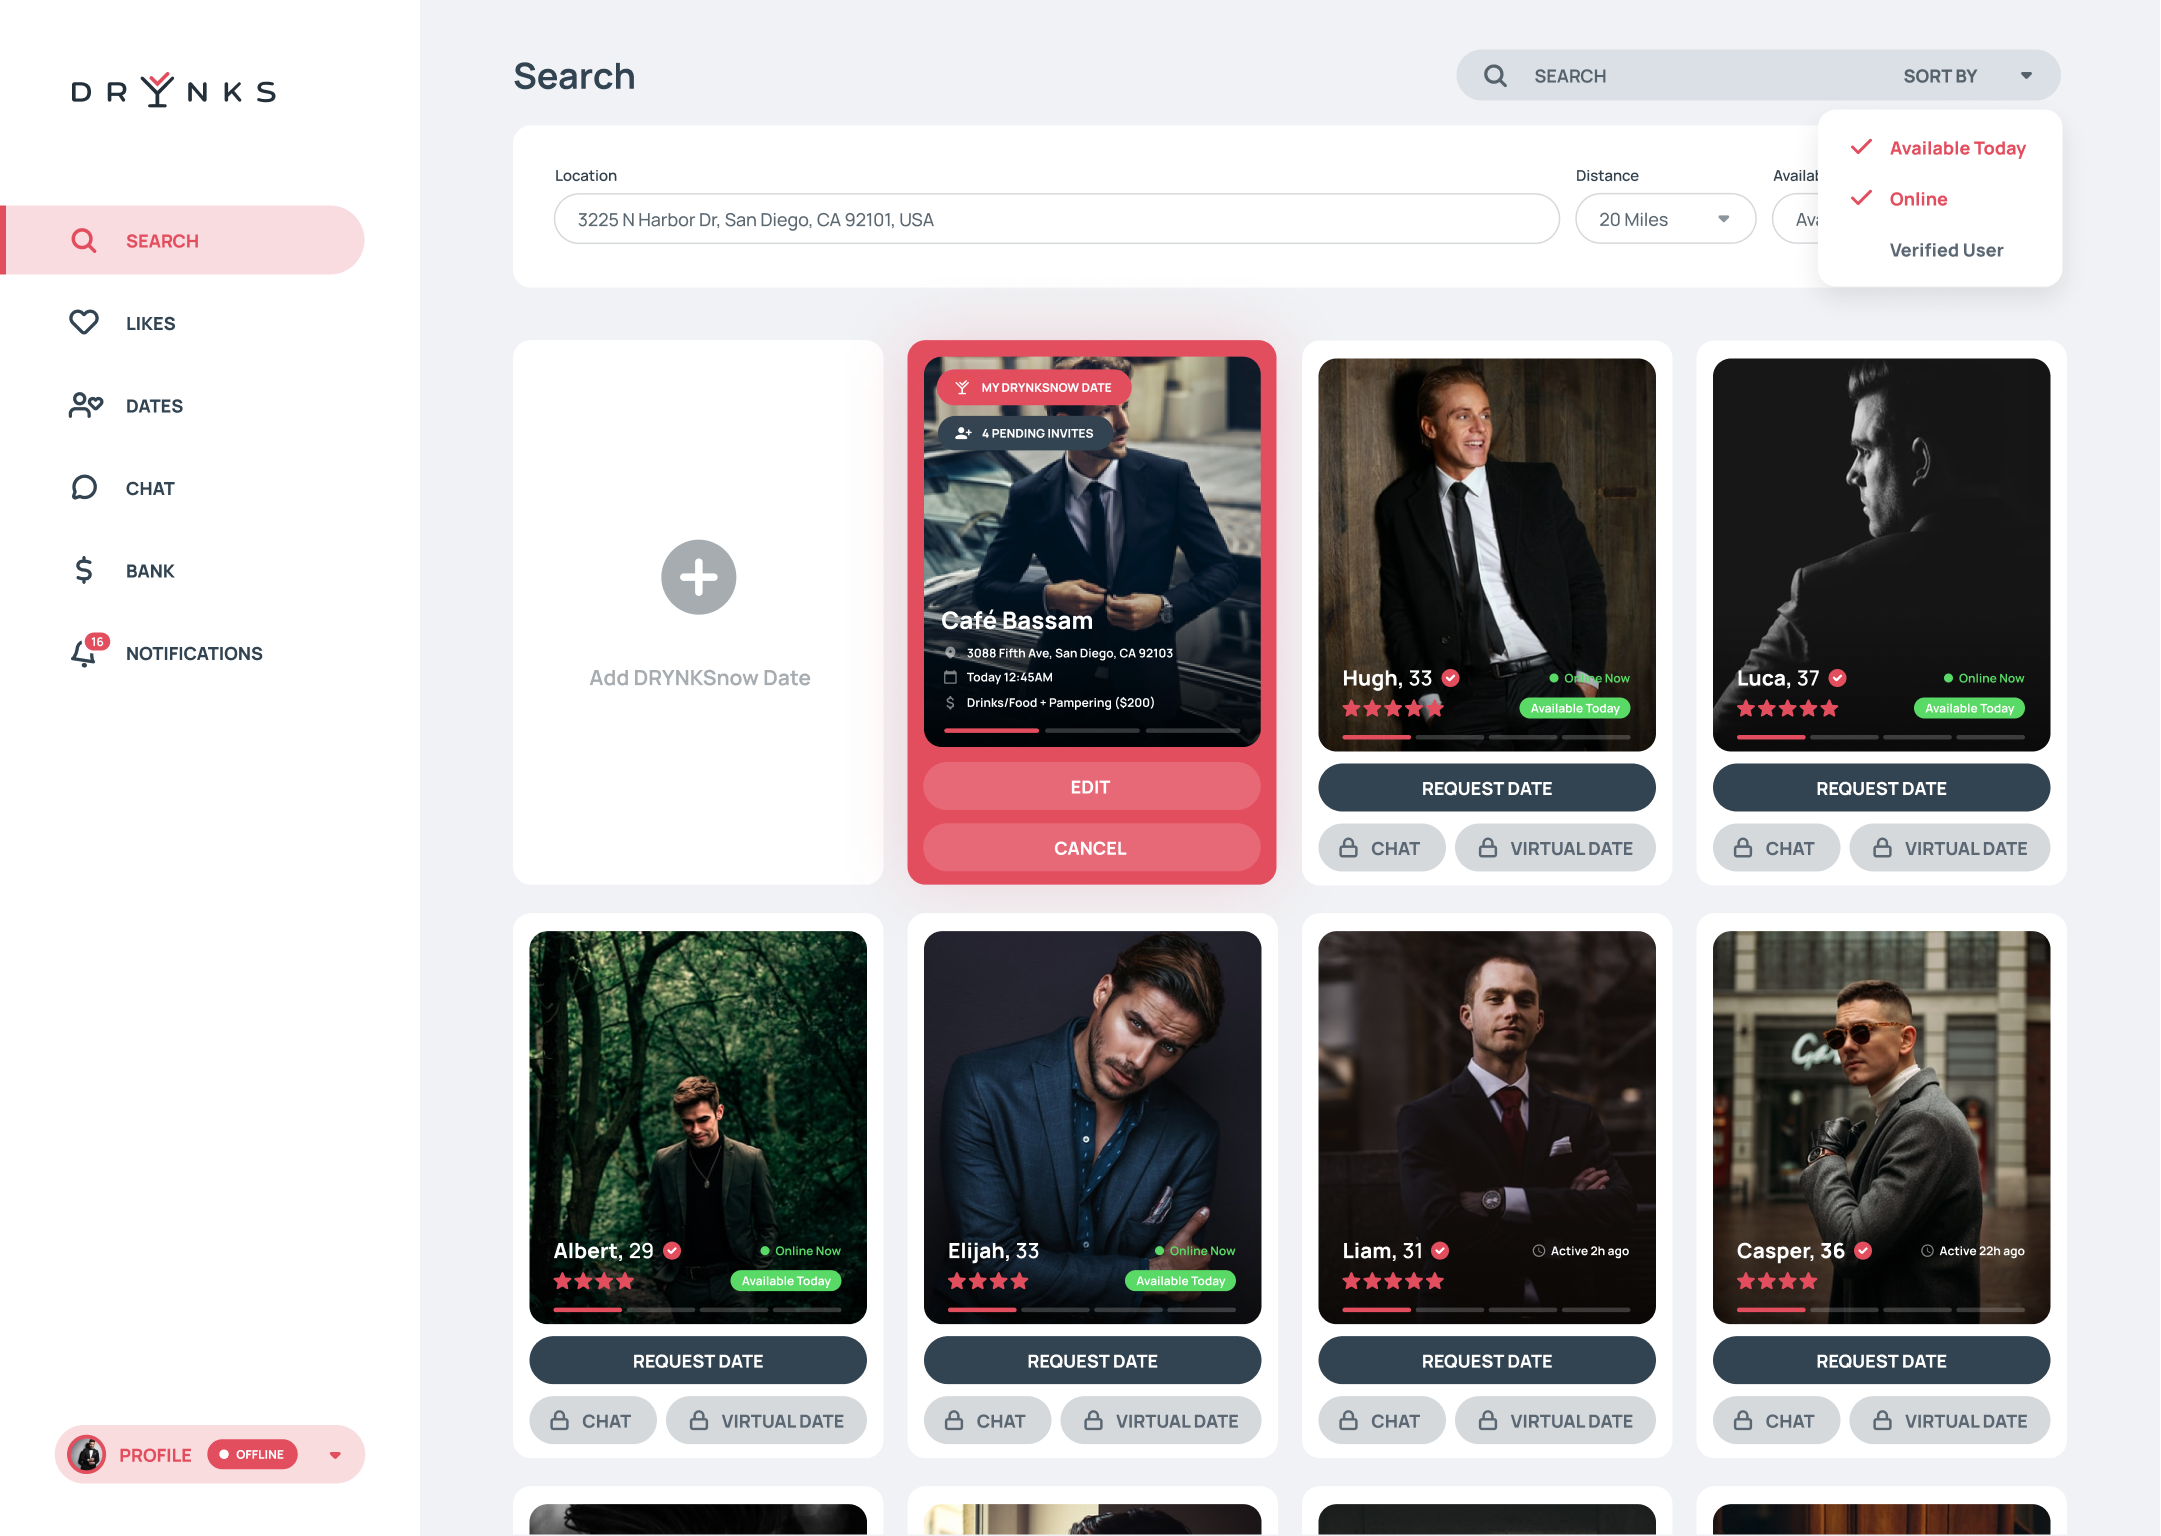 DRYNKS
SEARCH
LIKES
DATES
CHAT
BANK
16
NOTIFICATIONS
PROFILE
OFFLINE
Search
SEARCH
SORT BY
Available Today
Online
Verified User
Location
3225 N Harbor Dr, San Diego, CA 92101, USA
Distance
20 Miles
Add DRYNKSnow Date
MY DRYNKSNOW DATE
4 PENDING INVITES
Café Bassam
3088 Fifth Ave, San Diego, CA 92103
Today 12:45AM
Drinks/Food + Pampering ($200)
EDIT
CANCEL
Hugh, 33
Online Now
Available Today
REQUEST DATE
CHAT
VIRTUAL DATE
Luca, 37
Online Now
Available Today
REQUEST DATE
CHAT
VIRTUAL DATE
Albert, 29
Online Now
Available Today
REQUEST DATE
CHAT
VIRTUAL DATE
Elijah, 33
Online Now
Available Today
REQUEST DATE
CHAT
VIRTUAL DATE
Liam, 31
Active 2h ago
REQUEST DATE
CHAT
VIRTUAL DATE
Casper, 36
Active 22h ago
REQUEST DATE
CHAT
VIRTUAL DATE